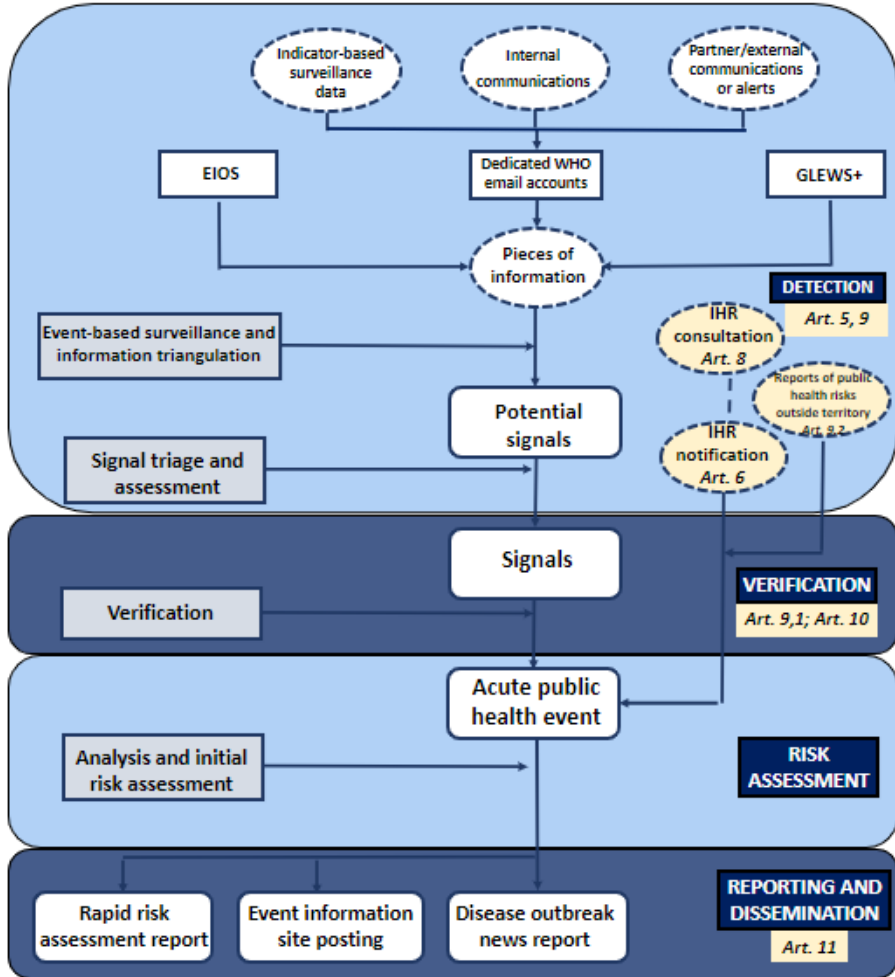 Indicator-based
surveillance
data
Internal
communications
Partner/external
communications
or alerts
EIOS
Dedicated WHO
email accounts
GLEWS+
Pieces of
information
DETECTION
Art. 5, 9
Event-based surveillance and
information triangulation
IHR
consultation
Art. 8
Reports of public
health risks
outside territory
Art. 9,2
Potential
signals
IHR
notification
Art. 6
Signal triage and
assessment
Signals
VERIFICATION
Art. 9,1; Art. 10
Verification
Acute public
health event
Analysis and initial
risk assessment
RISK
ASSESSMENT
REPORTING AND
DISSEMINATION
Art. 11
Rapid risk
assessment report
Event information
site posting
Disease outbreak
news report